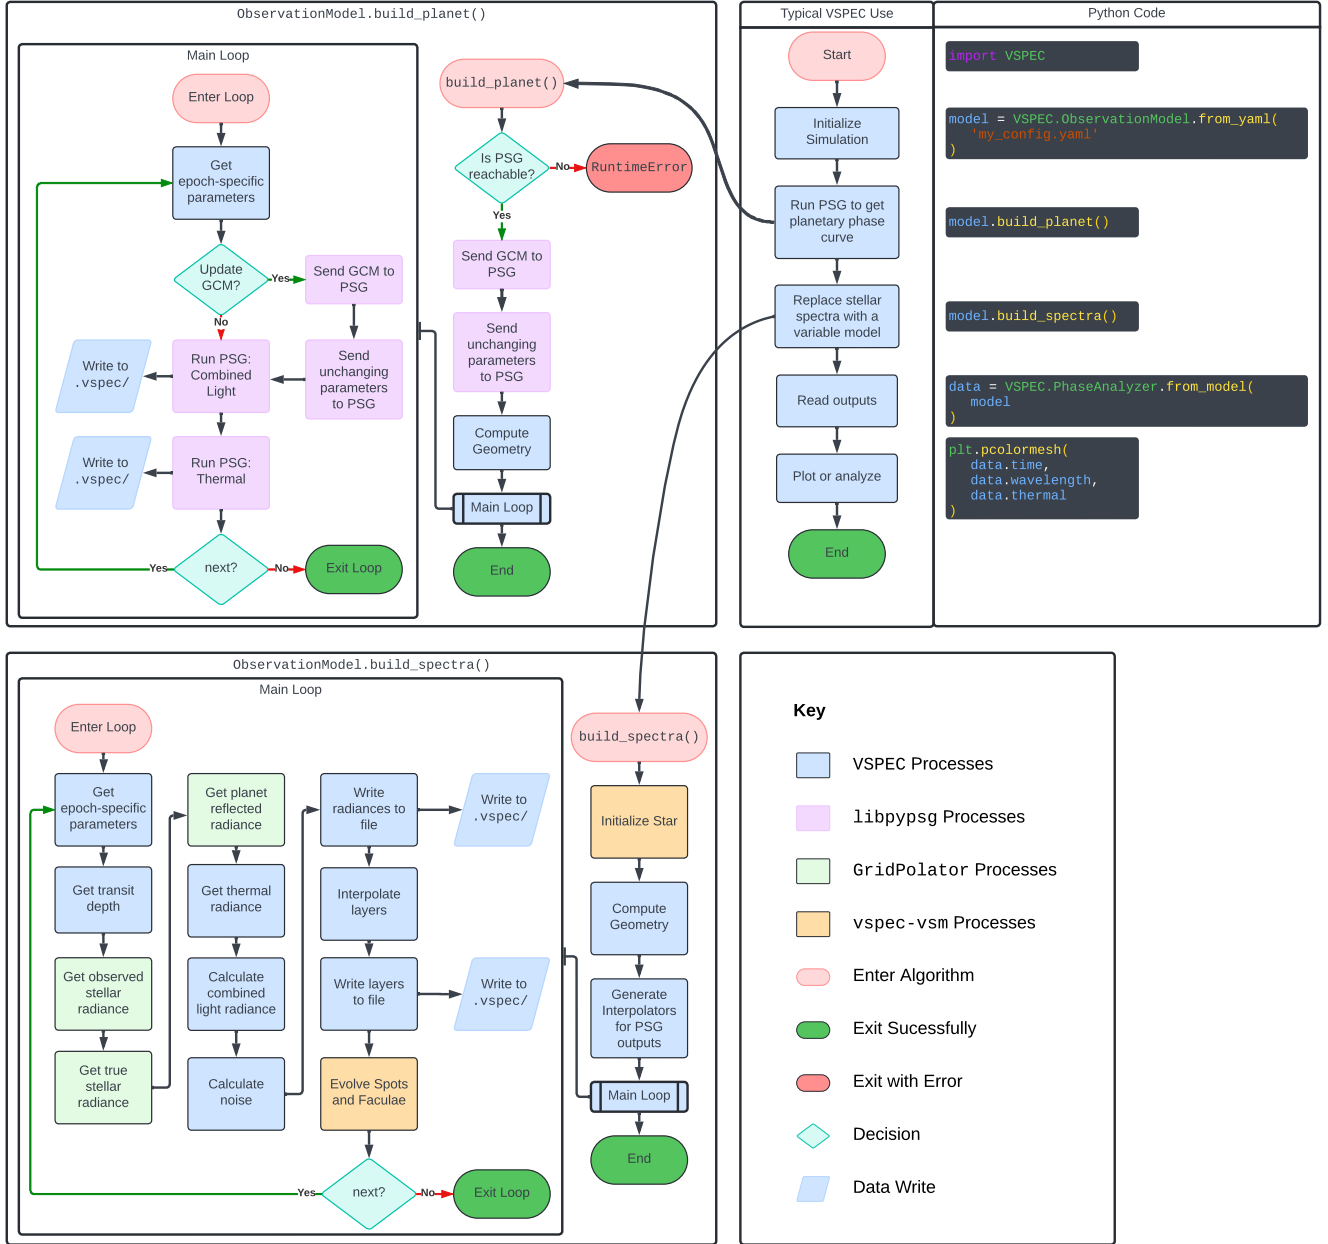 ObservationModel.build_planet()
Main Loop
Enter Loop
Get
epoch-specific
parameters
Update
GCM?
Yes
No
Send GCM to
PSG
Send
unchanging
parameters
to PSG
Run PSG:
Combined
Light
Write to
.vspec/
Run PSG:
Thermal
Write to
.vspec/
next?
Yes
No
Exit Loop
build_planet()
Is PSG
reachable?
No
RuntimeError
Yes
Send GCM to
PSG
Send
unchanging
parameters
to PSG
Compute
Geometry
Main Loop
End
Typical VSPEC Use
Start
Initialize
Simulation
Run PSG to get
planetary phase
curve
Replace stellar
spectra with a
variable model
Read outputs
Plot or analyze
End
Python Code
import VSPEC
model = VSPEC.ObservationModel.from_yaml(
'my_config.yaml'
)
model.build_planet()
model.build_spectra()
data = VSPEC.PhaseAnalyzer.from_model(
model
)
plt.pcolormesh(
data.time,
data.wavelength,
data.thermal
)
ObservationModel.build_spectra()
Main Loop
Enter Loop
Get
epoch-specific
parameters
Get transit
depth
Get observed
stellar
radiance
Get true
stellar
radiance
Get planet
reflected
radiance
Get thermal
radiance
Calculate
combined
light radiance
Calculate
noise
Write
radiances to
file
Write to
.vspec/
Interpolate
layers
Write layers
to file
Write to
.vspec/
Evolve Spots
and Faculae
next?
Yes
No
Exit Loop
build_spectra()
Initialize Star
Compute
Geometry
Generate
Interpolators
for PSG
outputs
Main Loop
End
Key
VSPEC Processes
libpypsg Processes
GridPolator Processes
vspec-vsm Processes
Enter Algorithm
Exit Sucessfully
Exit with Error
Decision
Data Write